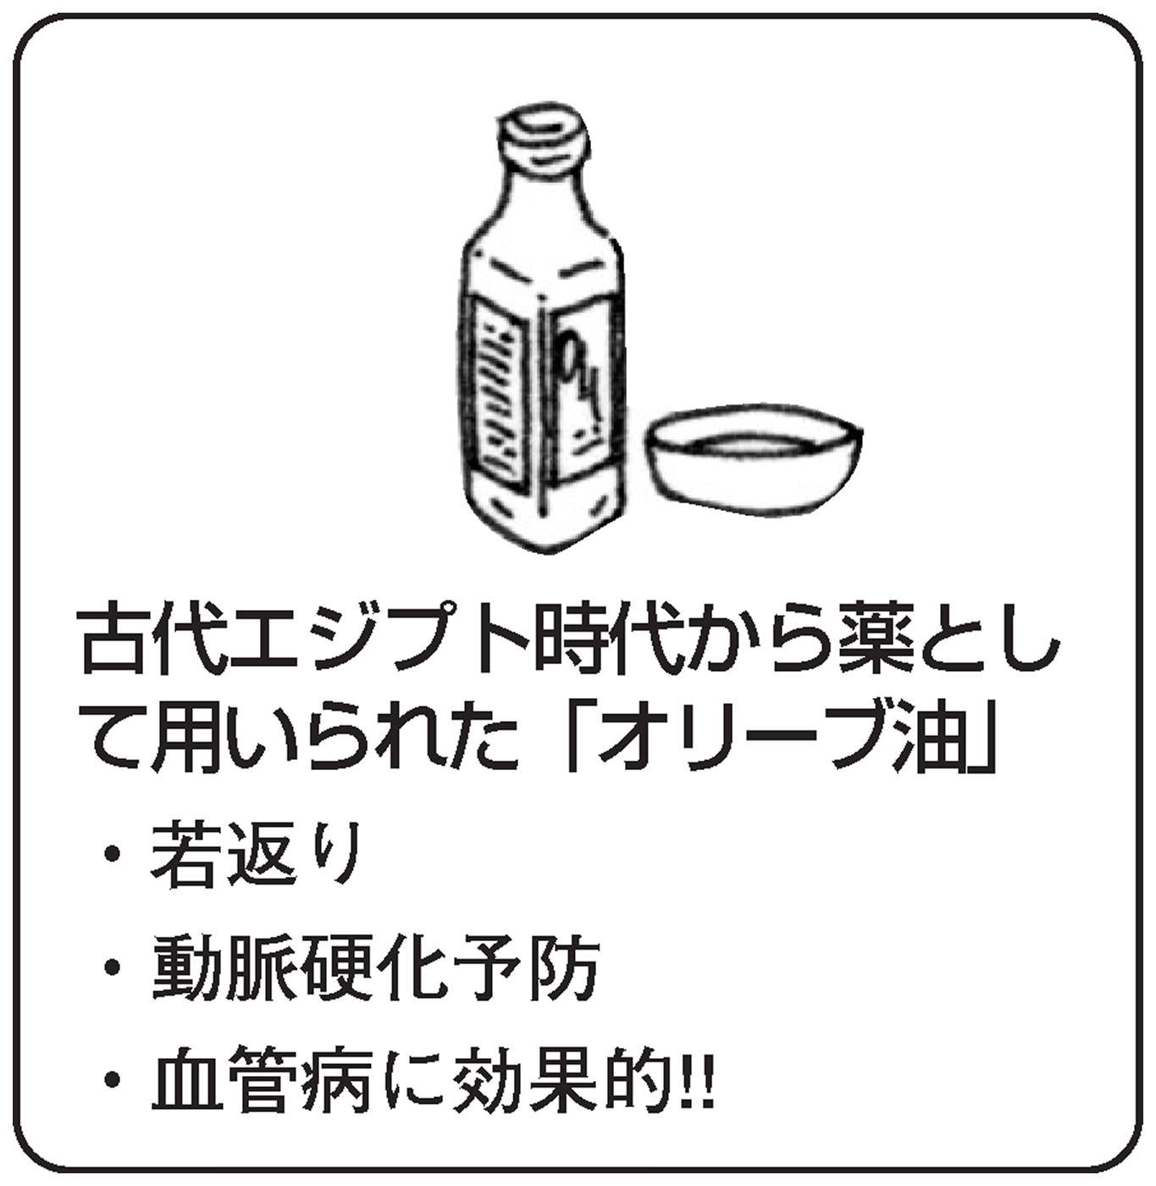 古代エジプト時代から薬とし
て用いられた「オリーブ油」
・若返り
・動脈硬化予防
・血管病に効果的!!